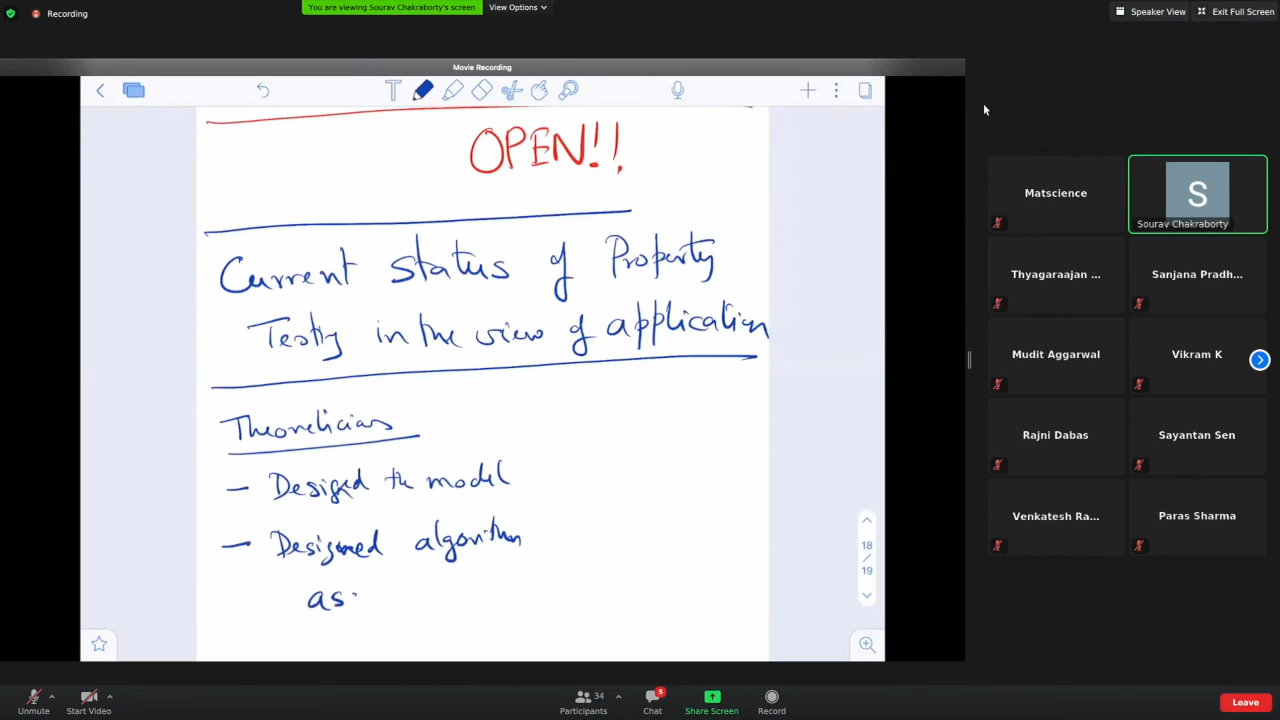 Recording
You are viewing Sourav Chakraborty's screen
View Options
Speaker View
Exit Full Screen
Movie Recording
OPEN!!
Current status of Property
Testing in the view of application
Theoreticians
- Designed the model
- Designed algorithm
as
18
/
19
Matscience
S
Sourav Chakraborty
Thyagaraajan ...
Sanjana Pradh...
Mudit Aggarwal
Vikram K
Rajni Dabas
Sayantan Sen
Venkatesh Ra...
Paras Sharma
Unmute
Start Video
34
Participants
5
Chat
Share Screen
Record
Leave